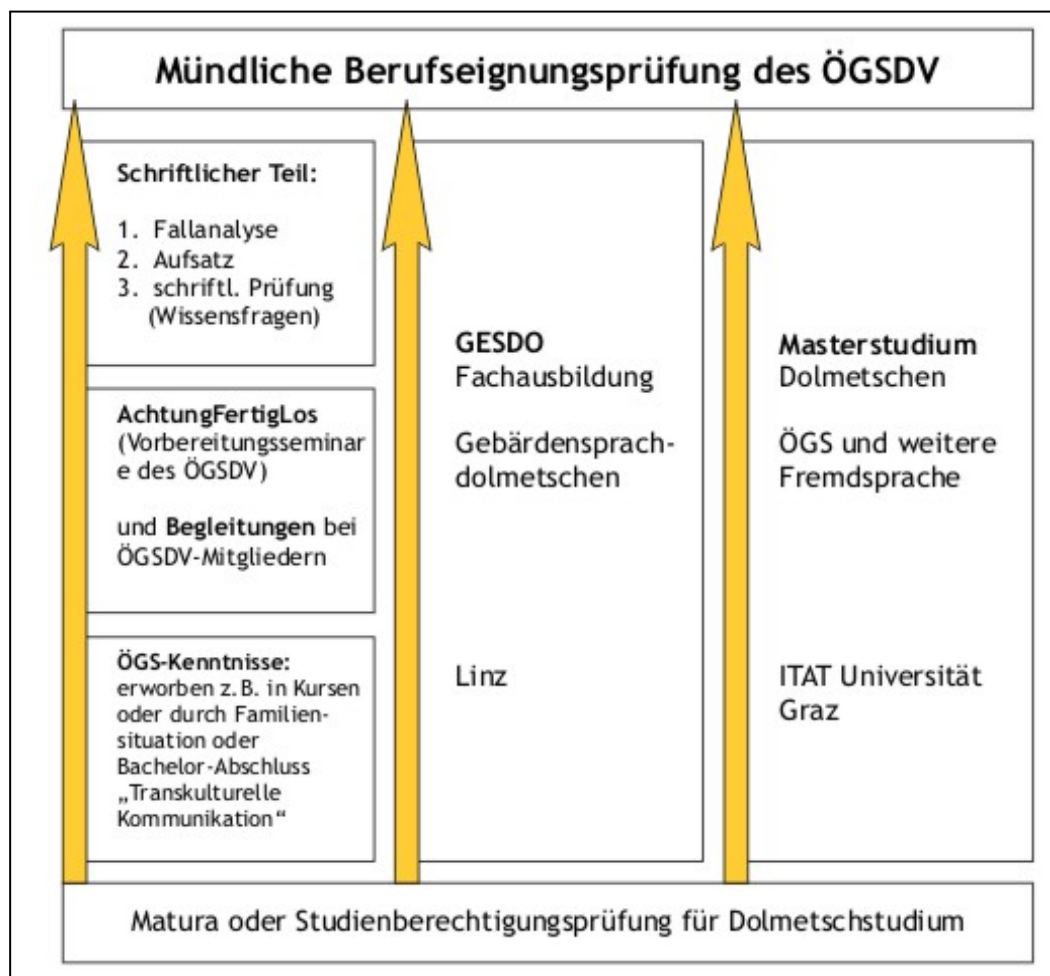 Mündliche Berufseignungsprüfung des ÖGSDV
Schriftlicher Teil:
1. Fallanalyse
2. Aufsatz
3. schriftl. Prüfung
(Wissensfragen)
AchtungFertigLos
(Vorbereitungsseminar
e des ÖGSDV)
und Begleitungen bei
ÖGSDV-Mitgliedern
ÖGS-Kenntnisse:
erworben z.B. in Kursen
oder durch Familien-
situation oder
Bachelor-Abschluss
„Transkulturelle
Kommunikation“
GESDO
Fachausbildung
Gebärdensprach-
dolmetschen
Linz
Masterstudium
Dolmetschen
ÖGS und weitere
Fremdsprache
ITAT Universität
Graz
Matura oder Studienberechtigungsprüfung für Dolmetschstudium